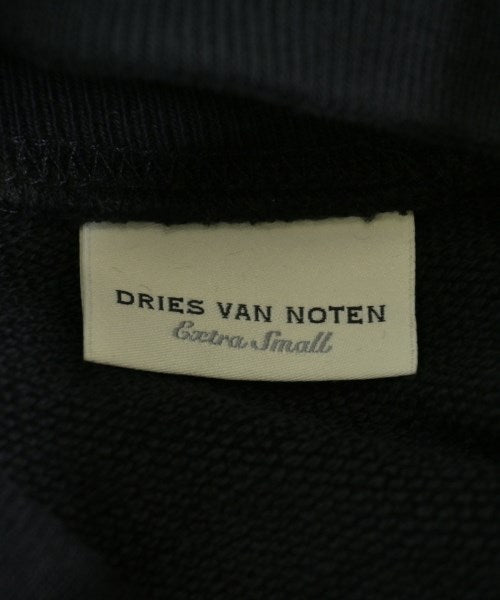 DRIES VAN NOTEN
Extra Small